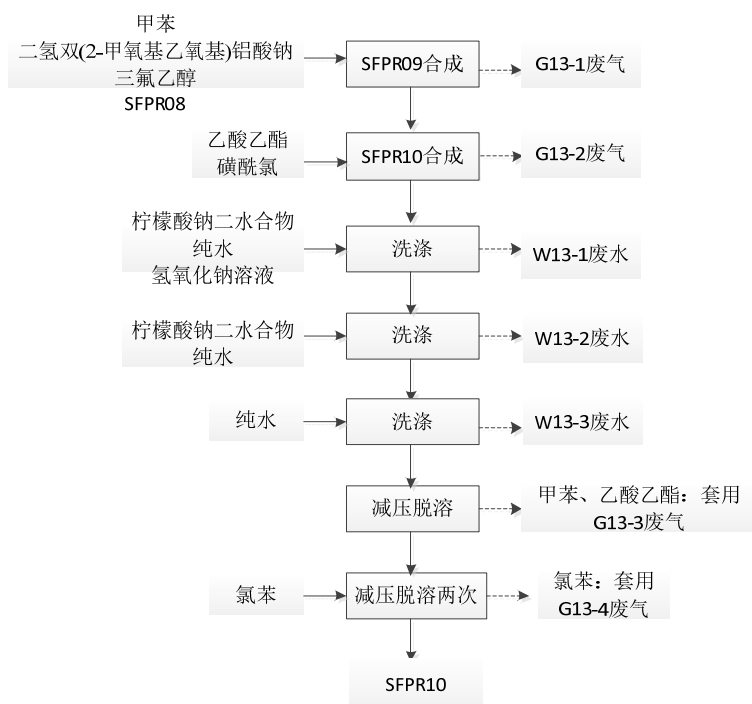 甲苯
二氢双(2-甲氧基乙氧基)铝酸钠
三氟乙醇
SFPR08
SFPR09合成
G13-1废气
乙酸乙酯
磺酰氯
SFPR10合成
G13-2废气
柠檬酸钠二水合物
纯水
氢氧化钠溶液
洗涤
W13-1废水
柠檬酸钠二水合物
纯水
洗涤
W13-2废水
纯水
洗涤
W13-3废水
减压脱溶
甲苯、乙酸乙酯：套用
G13-3废气
氯苯
减压脱溶两次
氯苯：套用
G13-4废气
SFPR10